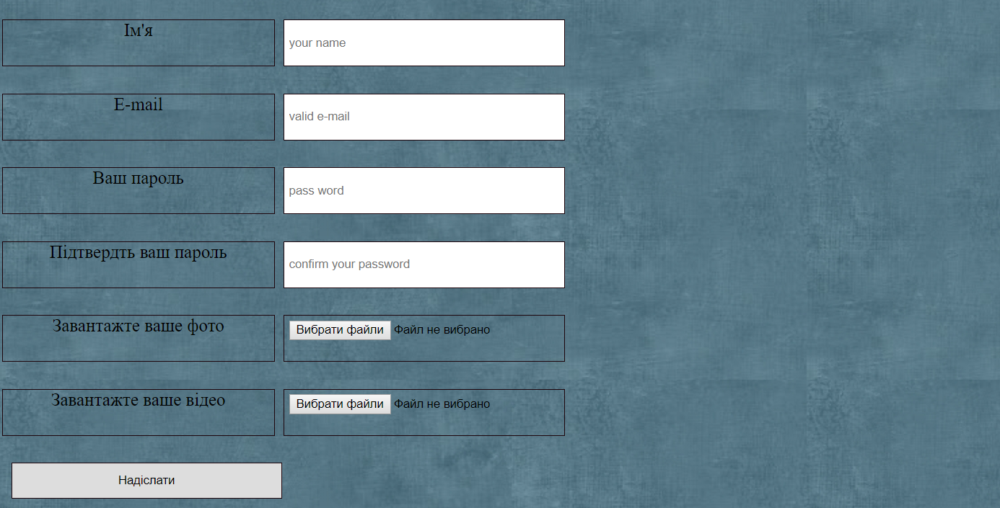 Ім'я
your name
E-mail
valid e-mail
Ваш пароль
pass word
Підтвердть ваш пароль
confirm your password
Завантажте ваше фото
Вибрати файли Файл не вибрано
Завантажте ваше відео
Вибрати файли Файл не вибрано
Надіслати